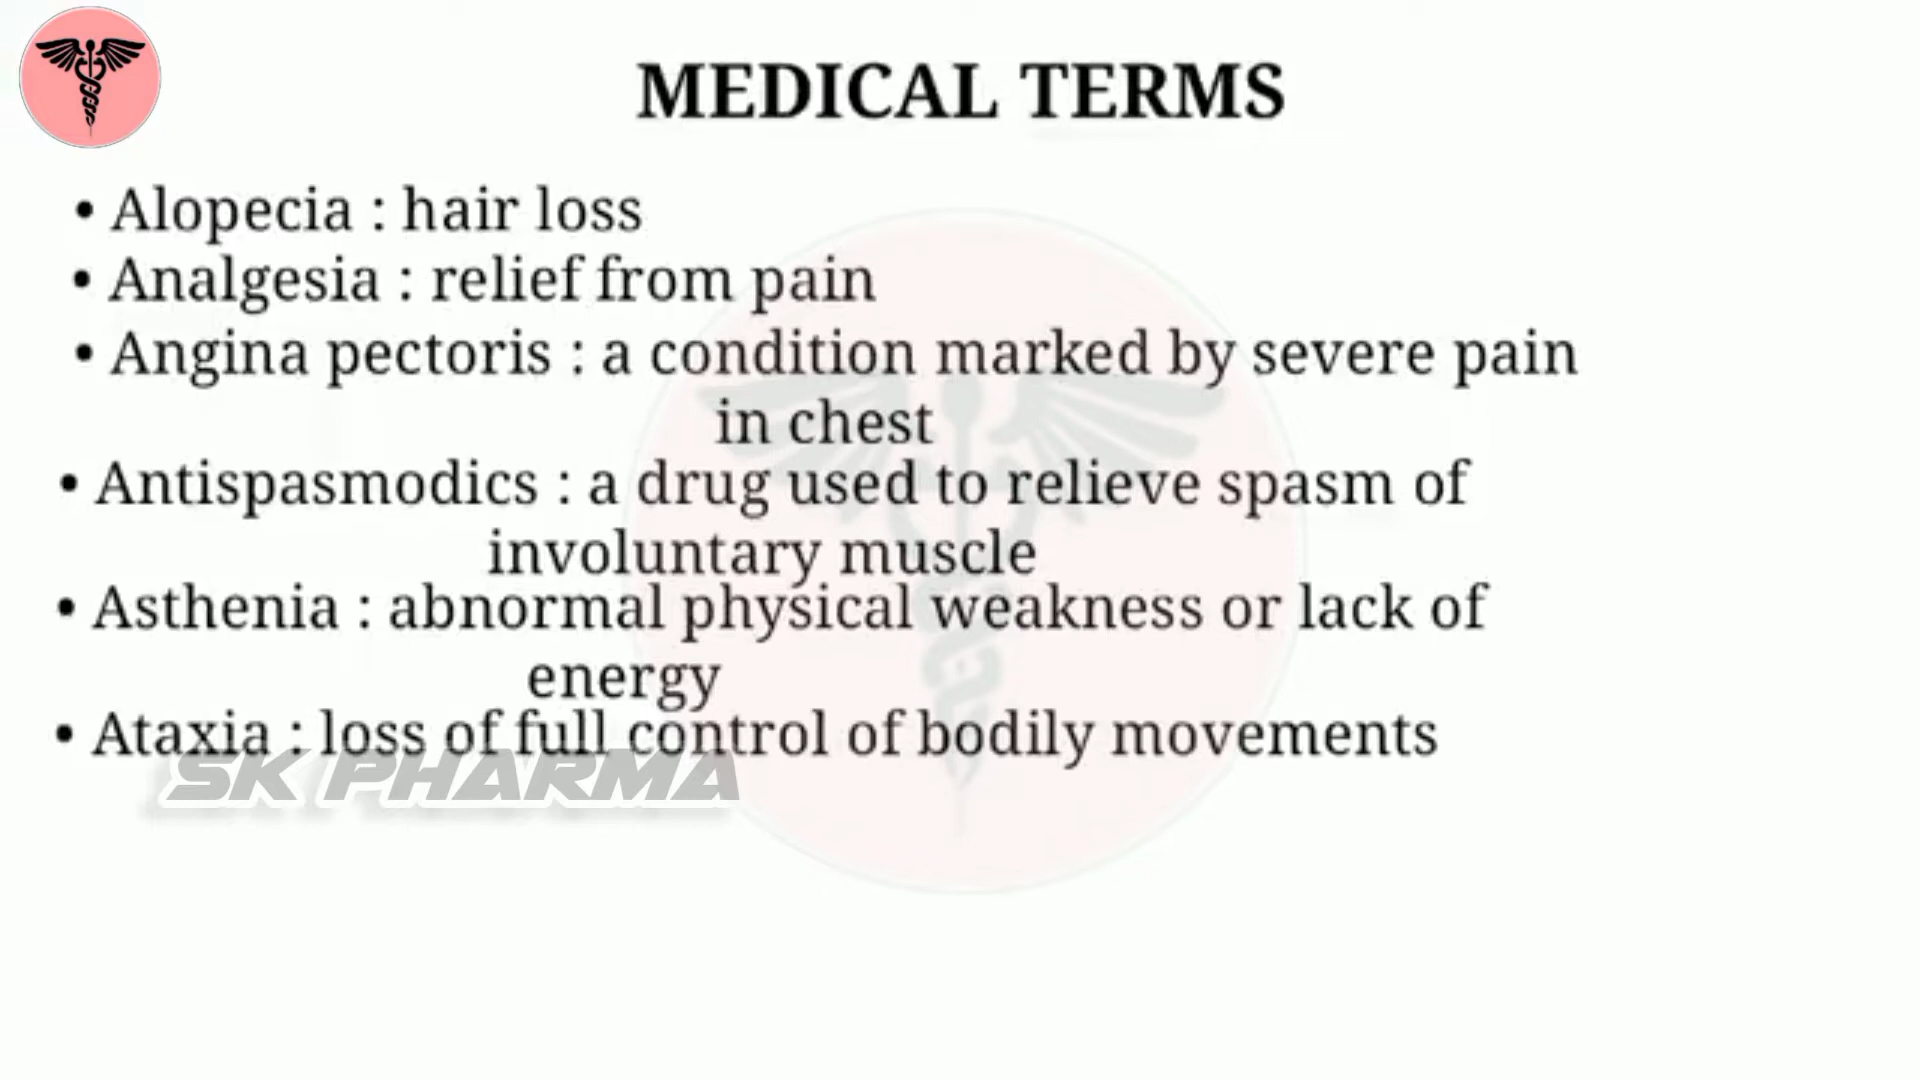 MEDICAL TERMS
• Alopecia : hair loss
• Analgesia : relief from pain
• Angina pectoris : a condition marked by severe pain
in chest
• Antispasmodics : a drug used to relieve spasm of
involuntary muscle
• Asthenia : abnormal physical weakness or lack of
energy
• Ataxia : loss of full control of bodily movements
SK PHARMA